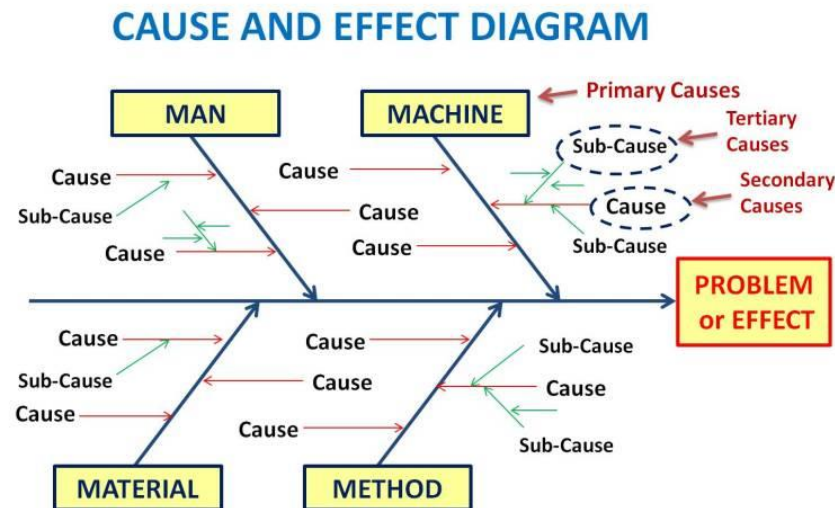 CAUSE AND EFFECT DIAGRAM
MAN
MACHINE
Primary Causes
Tertiary
Causes
Sub-Cause
Secondary
Causes
Cause
Sub-Cause
Cause
Cause
Sub-Cause
Cause
Cause
Cause
Cause
Cause
PROBLEM
or EFFECT
Cause
Sub-Cause
Cause
Cause
Cause
Cause
Sub-Cause
Cause
Sub-Cause
MATERIAL
METHOD